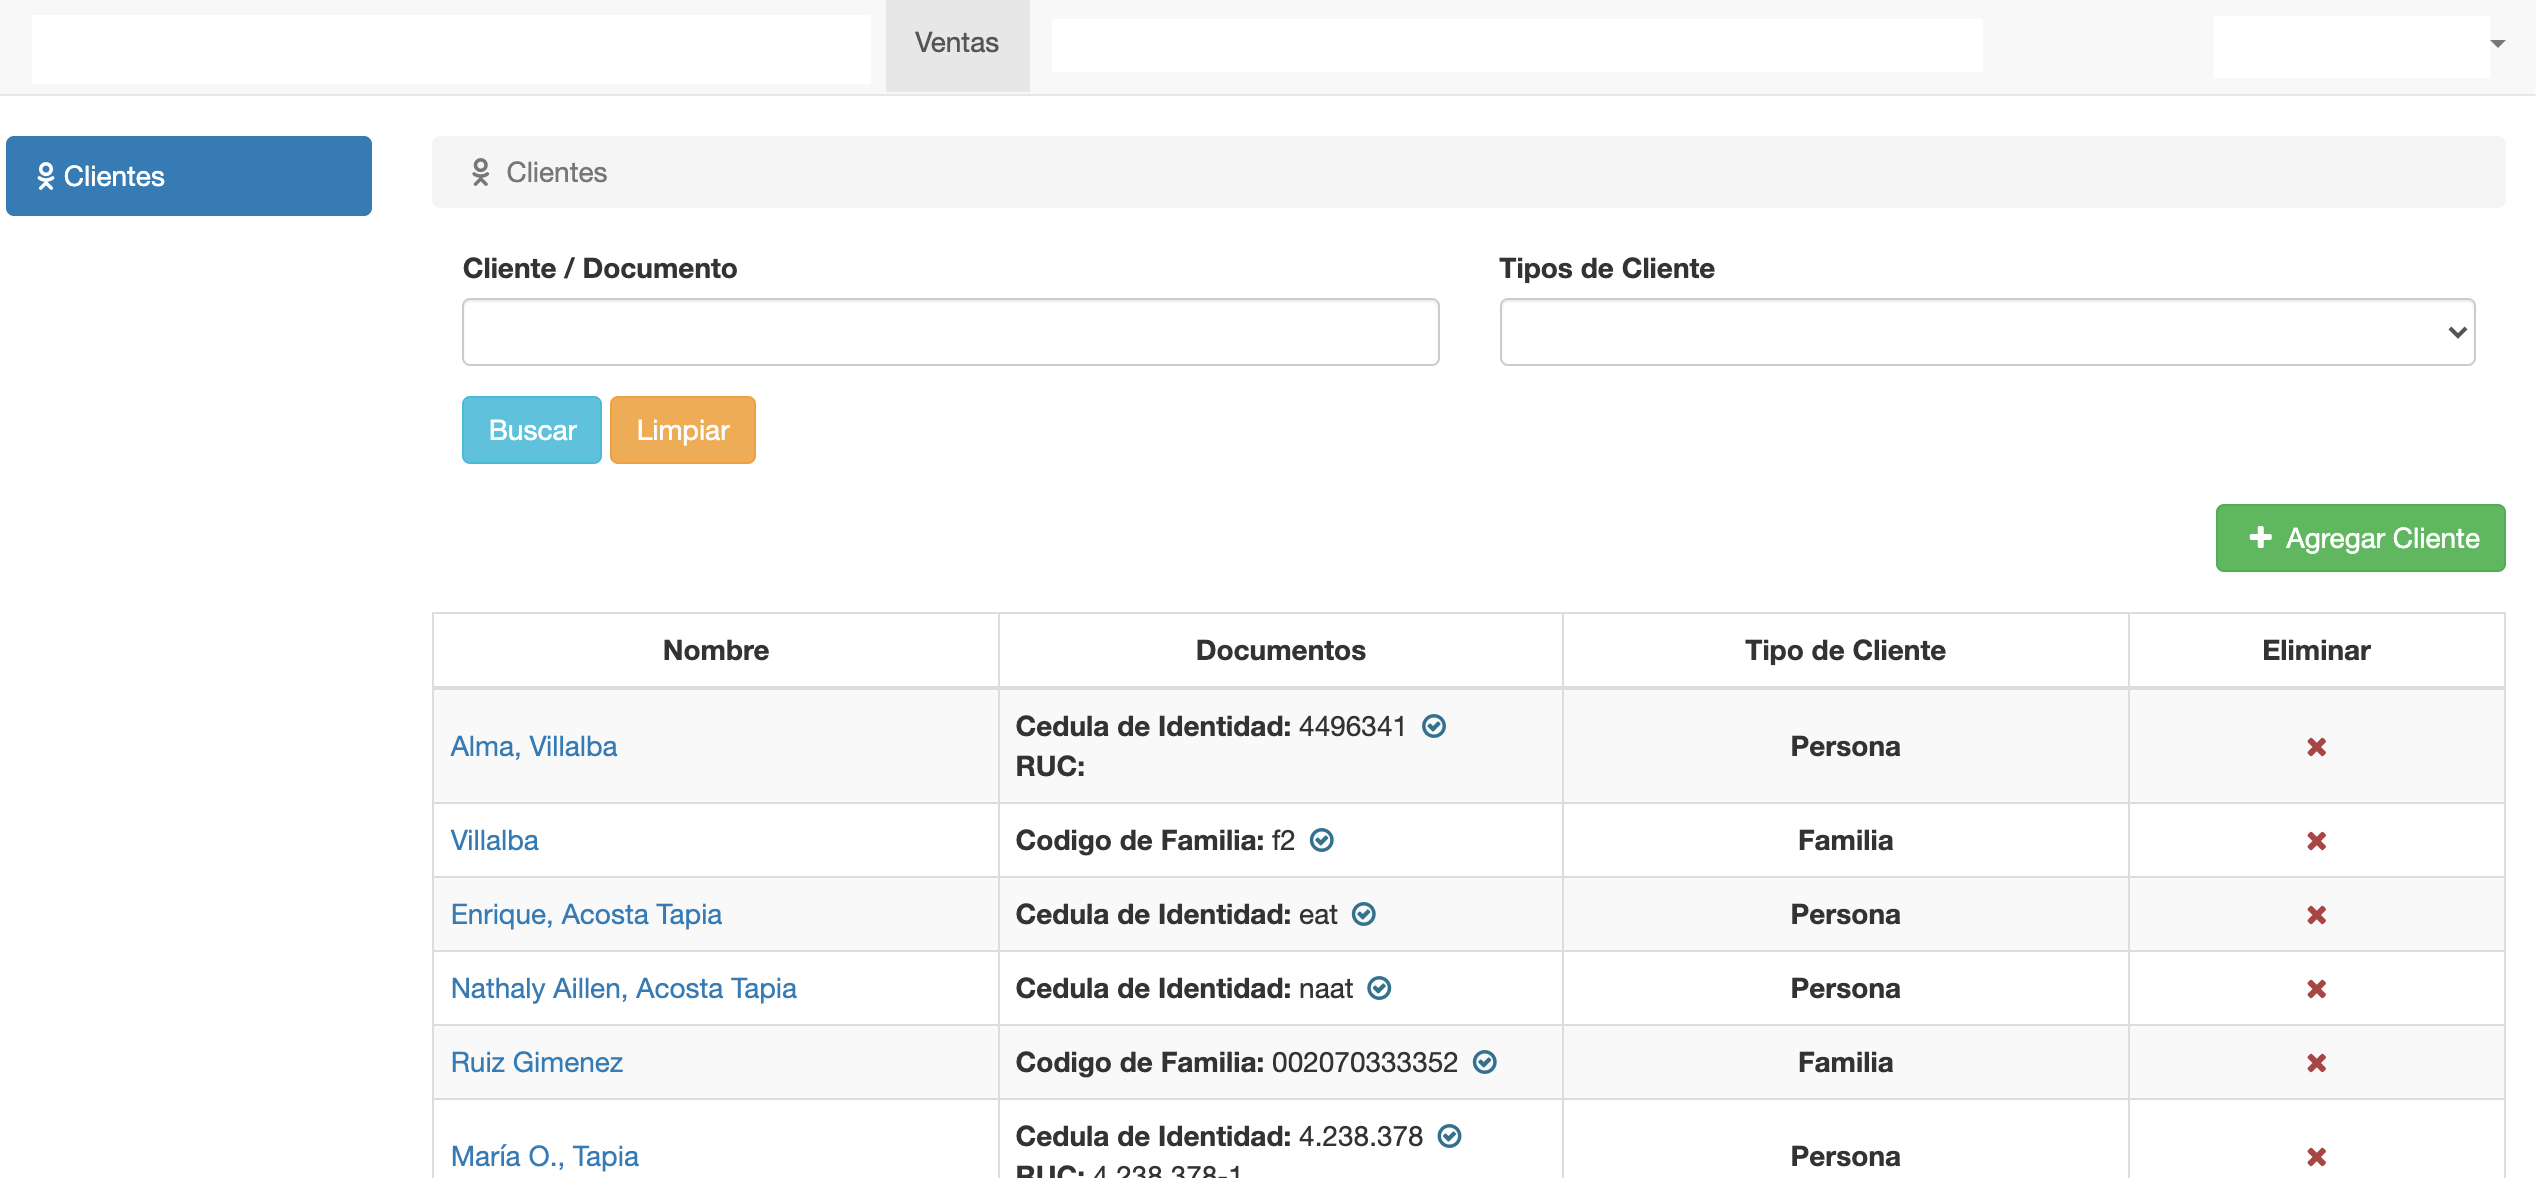 Ventas
Clientes
Clientes
Cliente / Documento
Tipos de Cliente
Buscar
Limpiar
Agregar Cliente
Nombre Documentos Tipo de Cliente Eliminar
Alma, Villalba Cedula de Identidad: 4496341 Persona
RUC:
Villalba Codigo de Familia: f2 Familia
Enrique, Acosta Tapia Cedula de Identidad: eat Persona
Nathaly Aillen, Acosta Tapia Cedula de Identidad: naat Persona
Ruiz Gimenez Codigo de Familia: 002070333352 Familia
María O., Tapia Cedula de Identidad: 4.238.378 Persona
RUC: 4.238.378-1